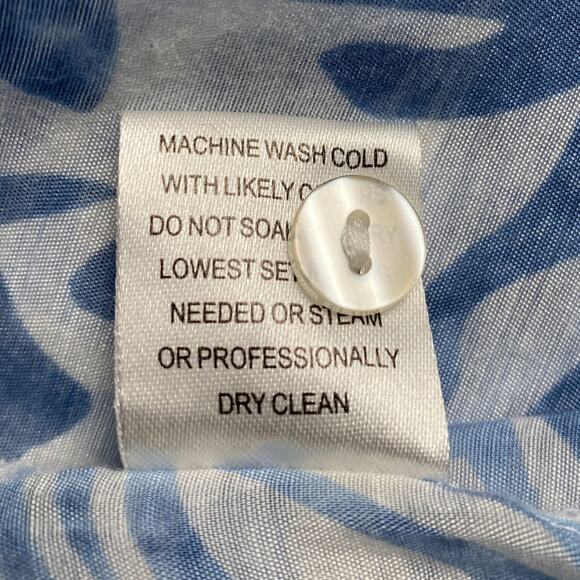 MACHINE WASH COLD
WITH LIKELY
DO NOT
LOWEST
NEEDED OR STEAM
OR PROFESSIONALLY
DRY CLEAN